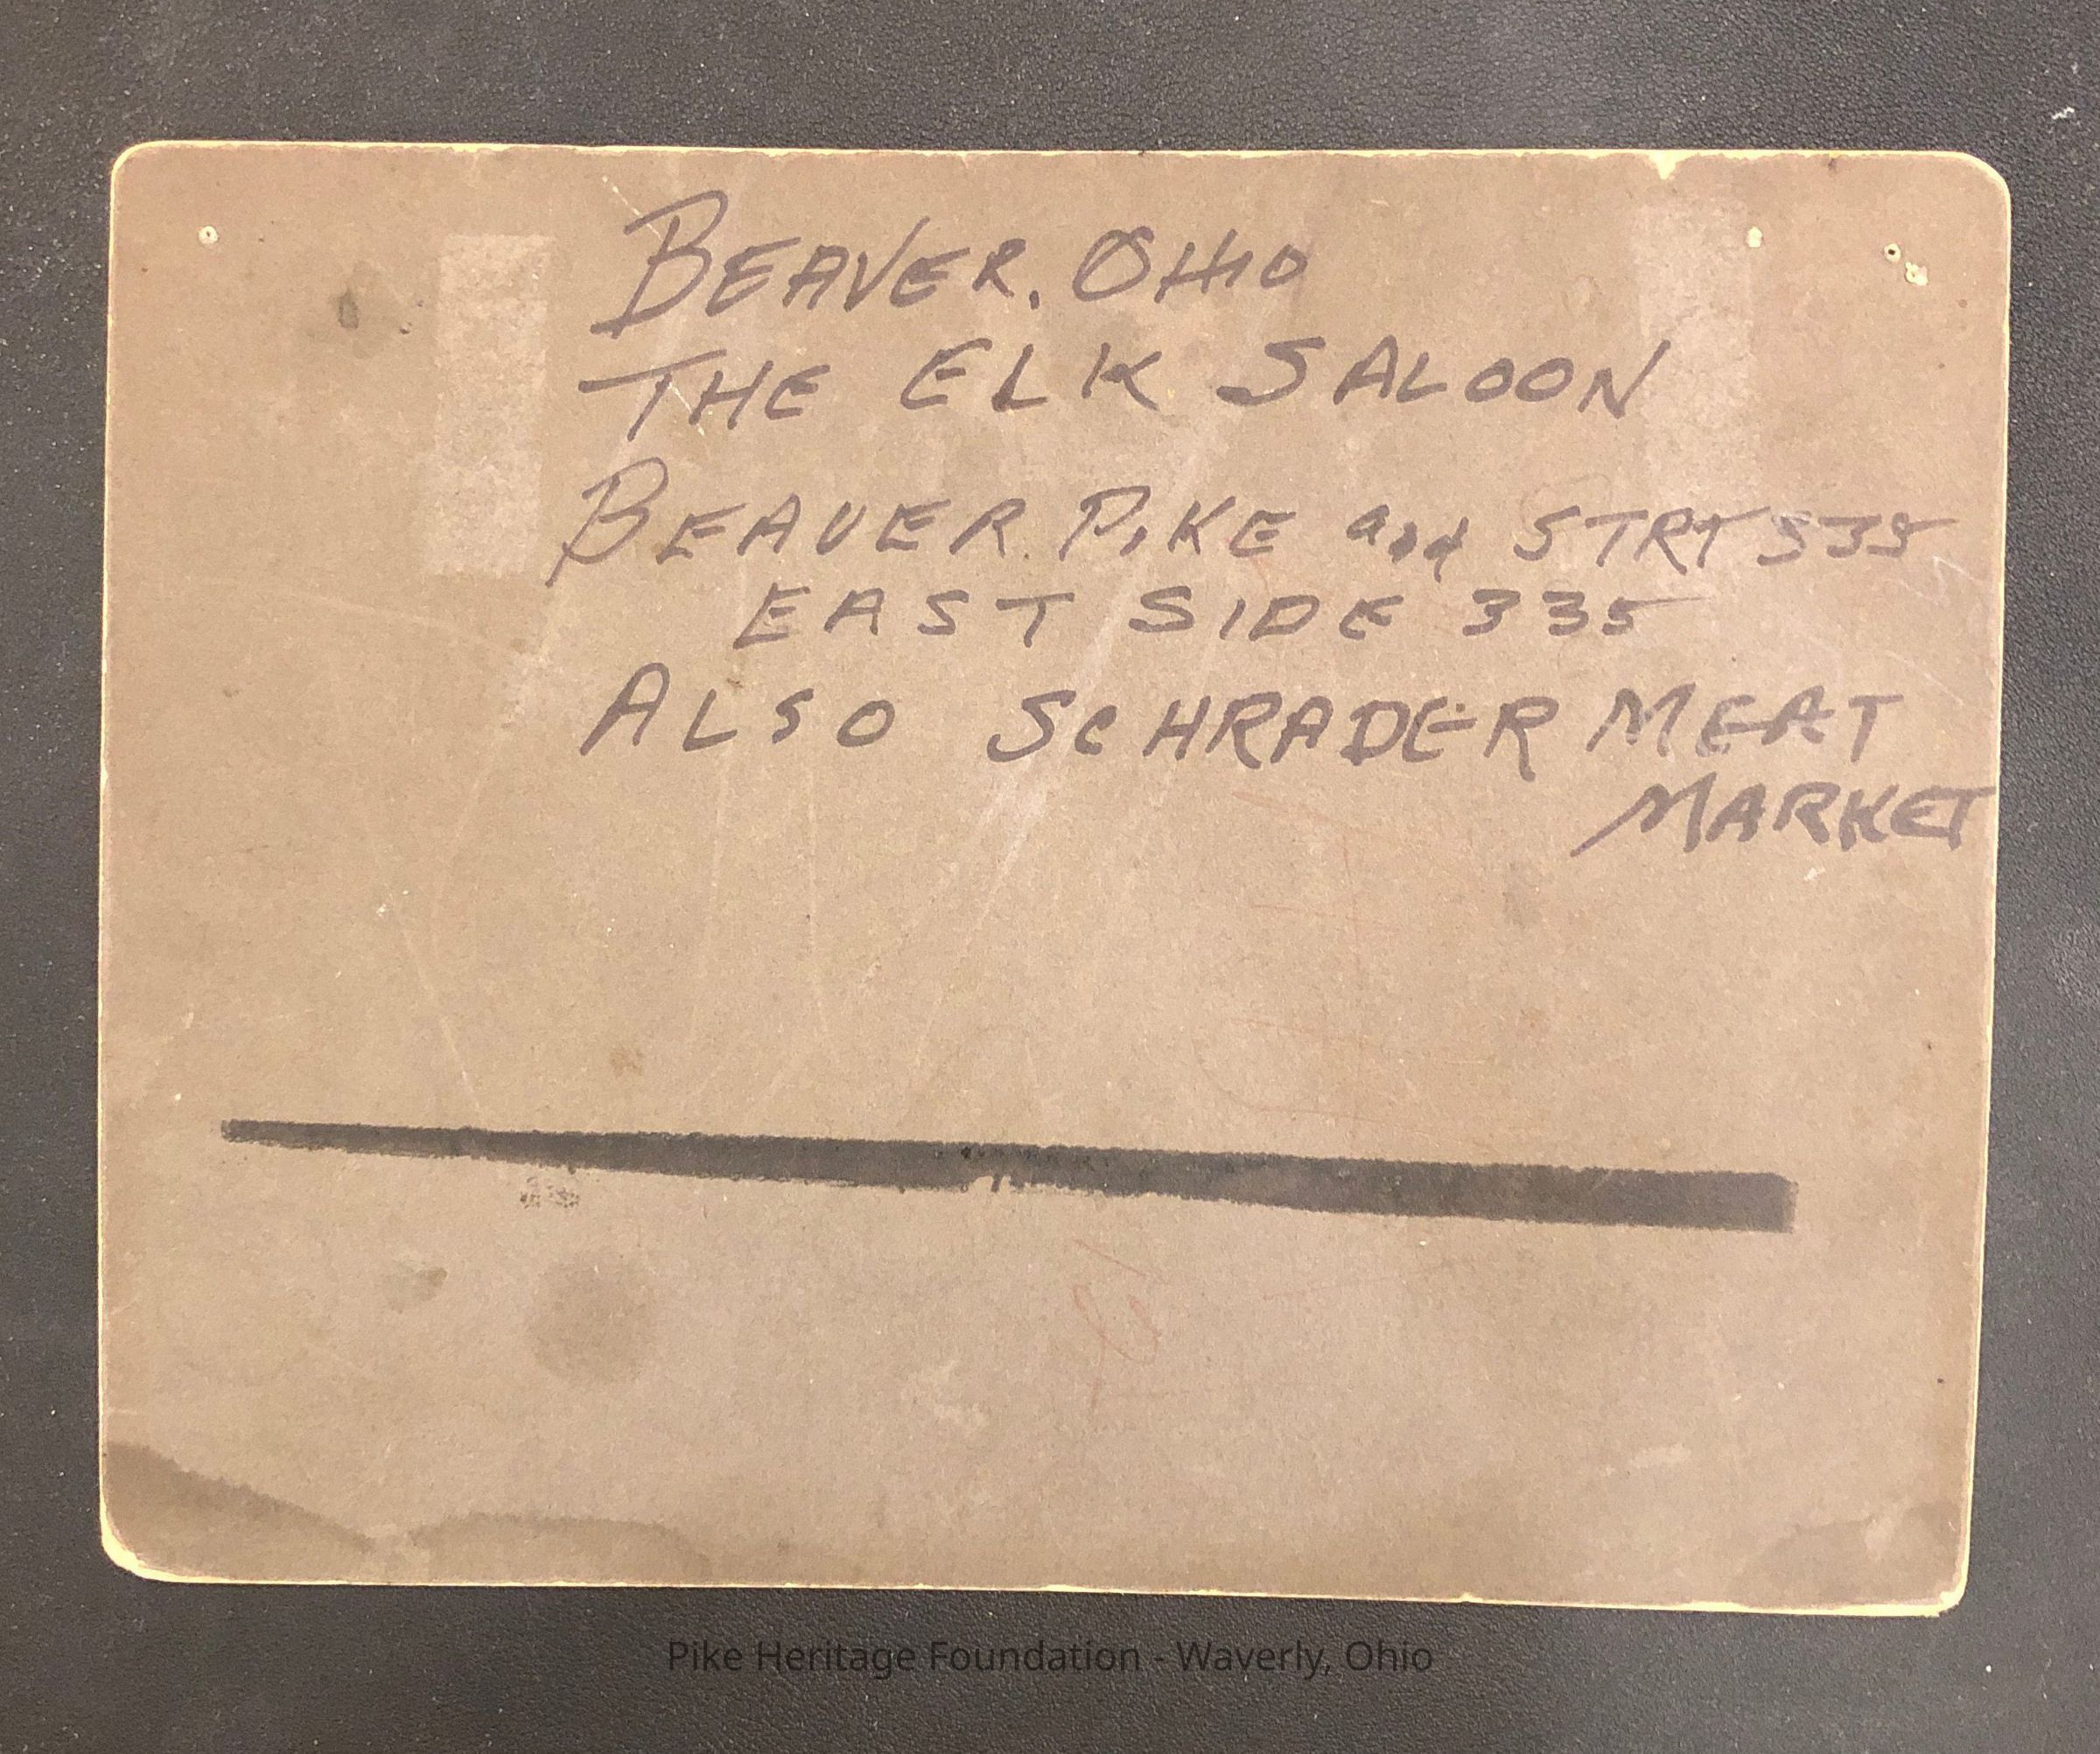 BEAVER. OHIO
THE ELK SALOON
BEAVER. PIKE and STRT 535
EAST SIDE 335
ALSO SCHRADER MEAT
MARKET
Pike Heritage Foundation - Waverly, Ohio